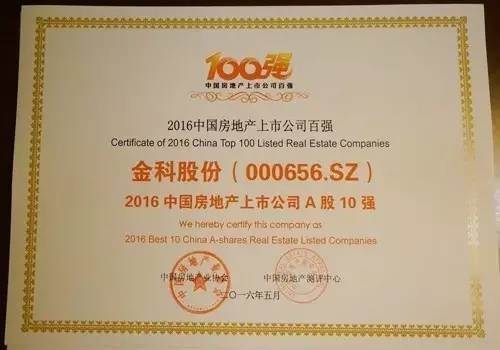 100强
中国房地产上市公司百强
2016中国房地产上市公司百强
Certificate of 2016 China Top 100 Listed Real Estate Companies
金科股份(000656.SZ)
2016中国房地产上市公司A股10强
We hereby certify this company as
2016 Best 10 China A-shares Real Estate Listed Companies
中国房地产业协会 中国房地产测评中心
二〇一六年五月